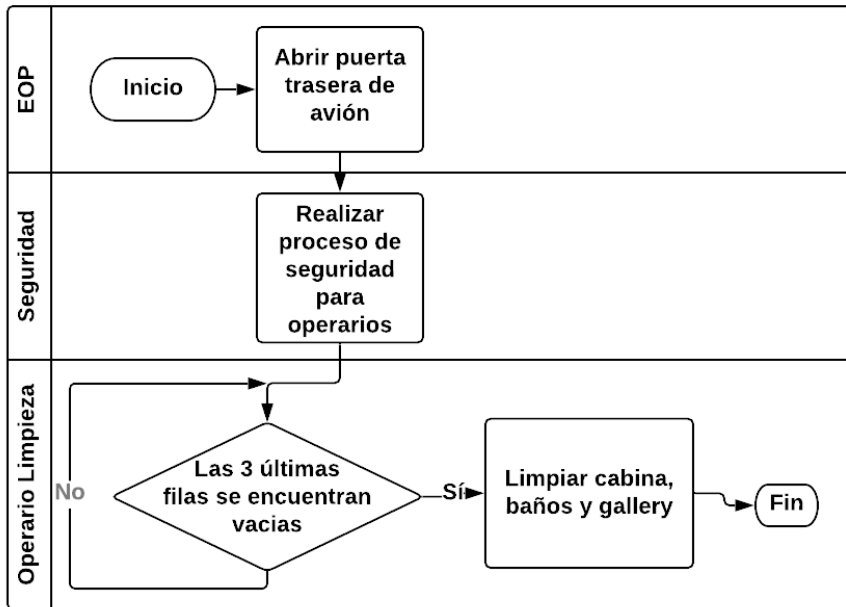 EOP
Inicio
Abrir puerta
trasera de
avión
Seguridad
Realizar
proceso de
seguridad
para
operarios
Operario Limpieza
No
Las 3 últimas
filas se encuentran
vacias
Sí
Limpiar cabina,
baños y gallery
Fin